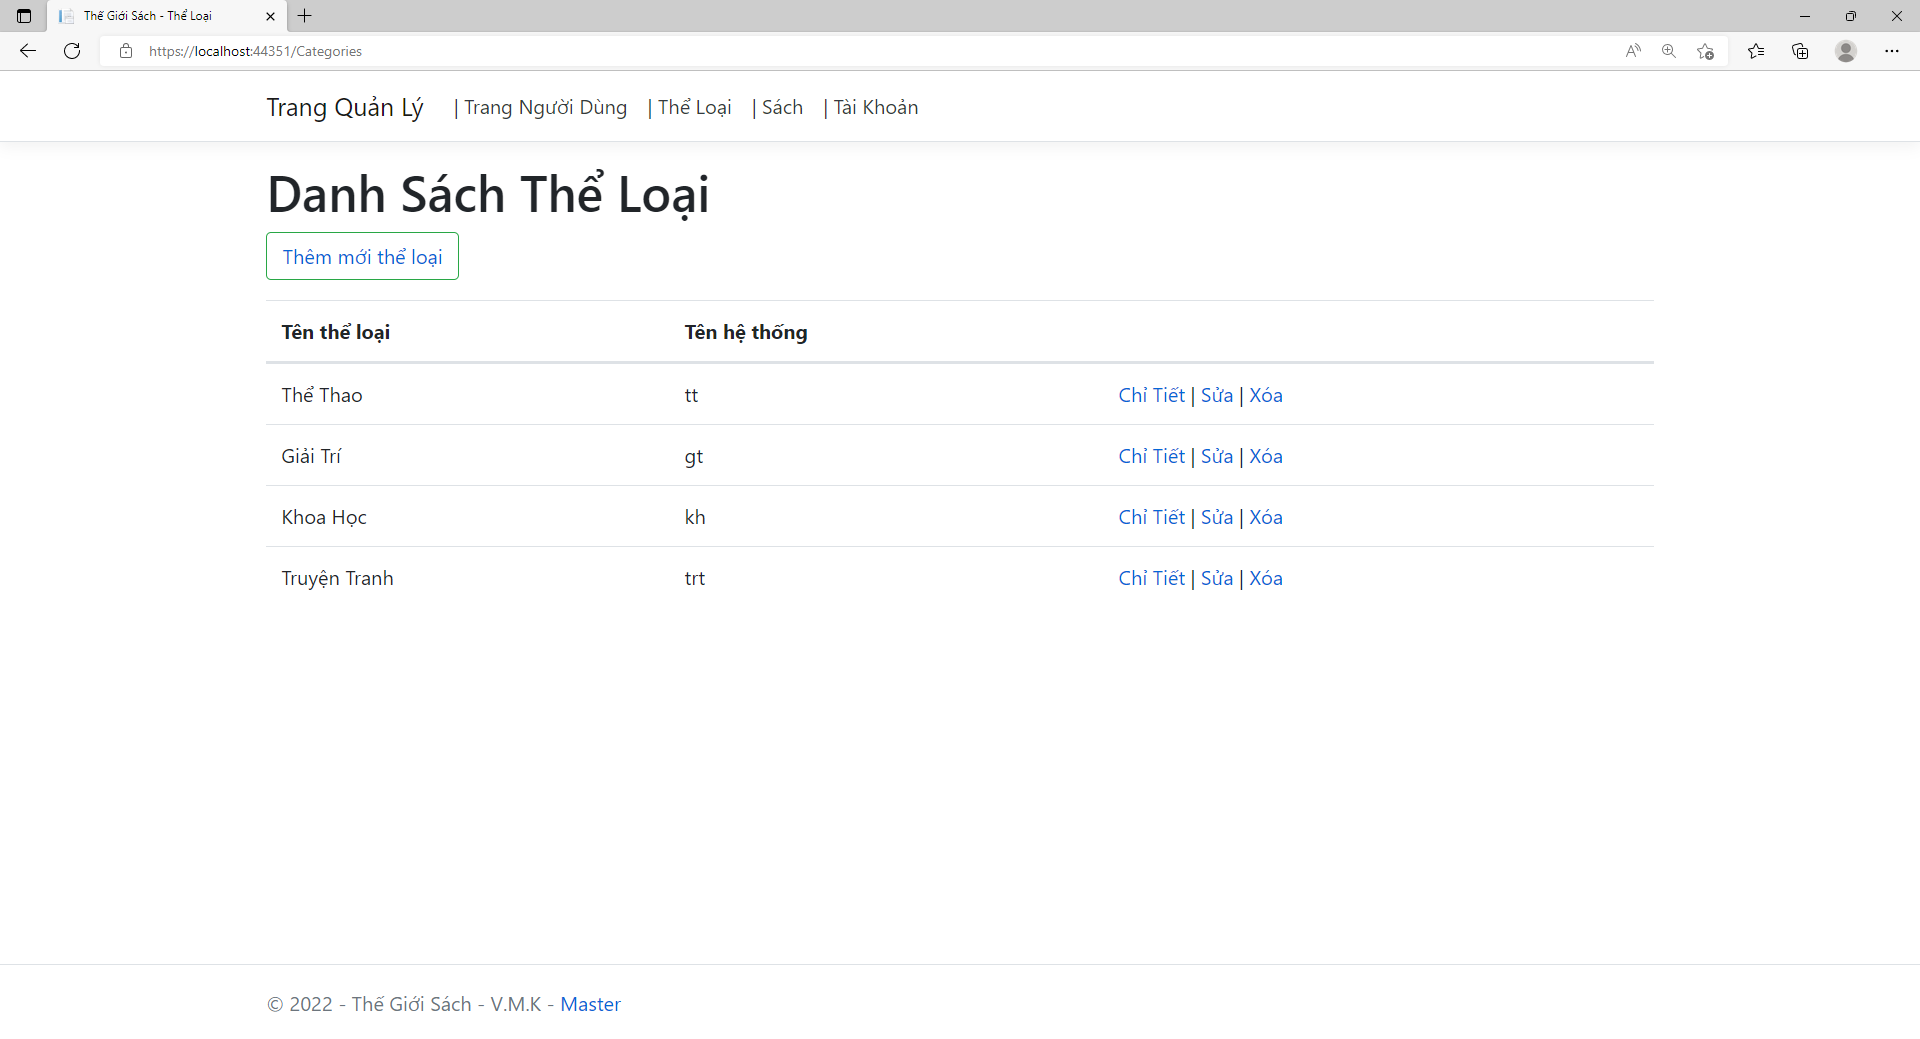 Thế Giới Sách - Thể Loại
https://localhost:44351/Categories
Trang Quản Lý | Trang Người Dùng | Thể Loại | Sách | Tài Khoản
Danh Sách Thể Loại
Thêm mới thể loại
Tên thể loại Tên hệ thống
Thể Thao tt Chỉ Tiết | Sửa | Xóa
Giải Trí gt Chỉ Tiết | Sửa | Xóa
Khoa Học kh Chỉ Tiết | Sửa | Xóa
Truyện Tranh trt Chỉ Tiết | Sửa | Xóa
© 2022 - Thế Giới Sách - V.M.K - Master